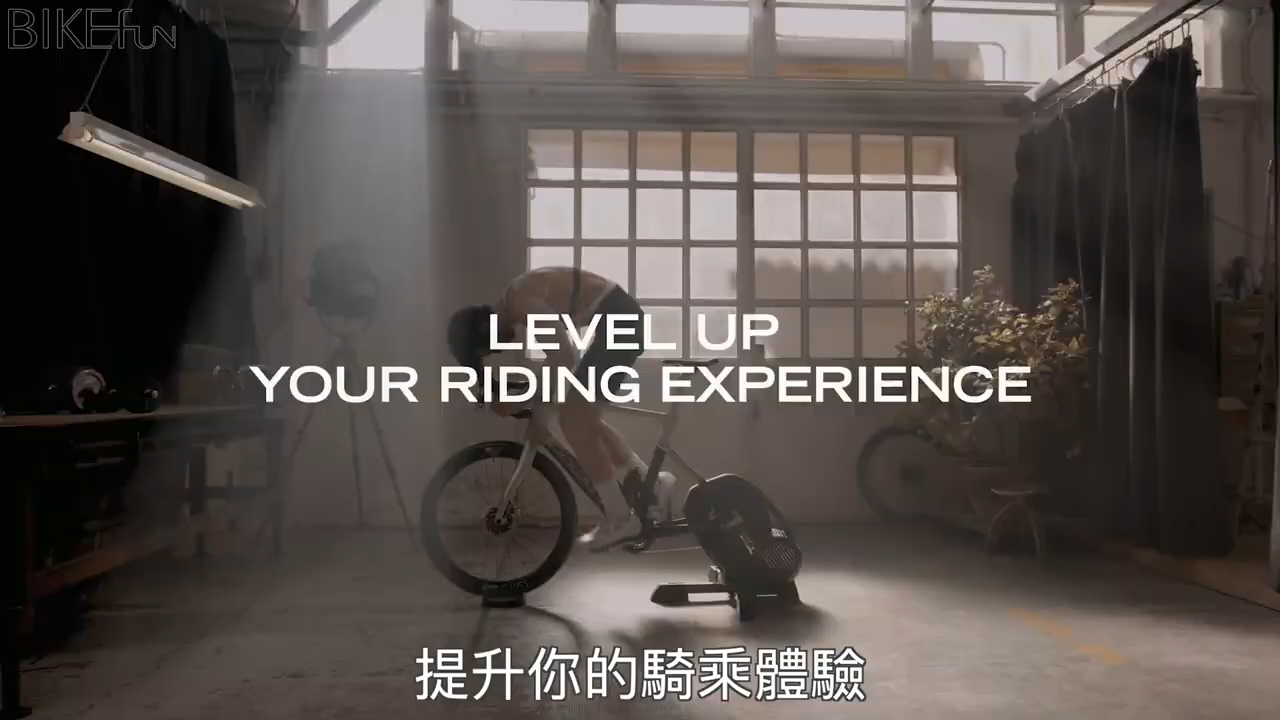 BIKEfun
LEVEL UP
YOUR RIDING EXPERIENCE
提升你的騎乘體驗